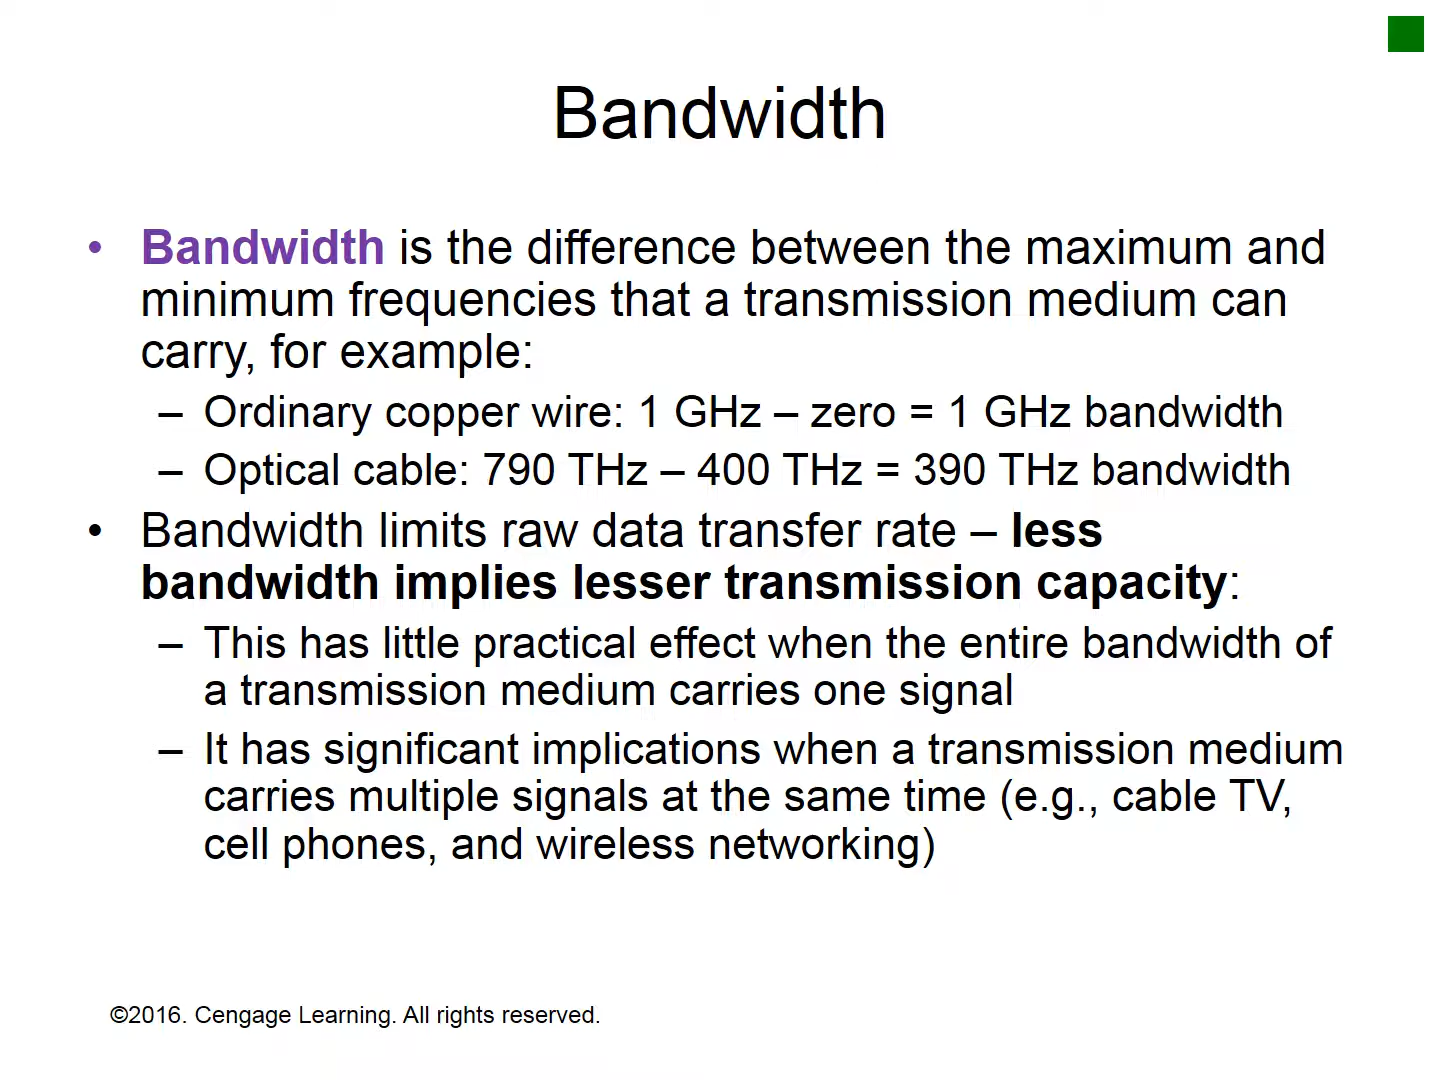 Bandwidth
• Bandwidth is the difference between the maximum and
minimum frequencies that a transmission medium can
carry, for example:
– Ordinary copper wire: 1 GHz – zero = 1 GHz bandwidth
– Optical cable: 790 THz – 400 THz = 390 THz bandwidth
• Bandwidth limits raw data transfer rate – less
bandwidth implies lesser transmission capacity:
– This has little practical effect when the entire bandwidth of
a transmission medium carries one signal
– It has significant implications when a transmission medium
carries multiple signals at the same time (e.g., cable TV,
cell phones, and wireless networking)
©2016. Cengage Learning. All rights reserved.